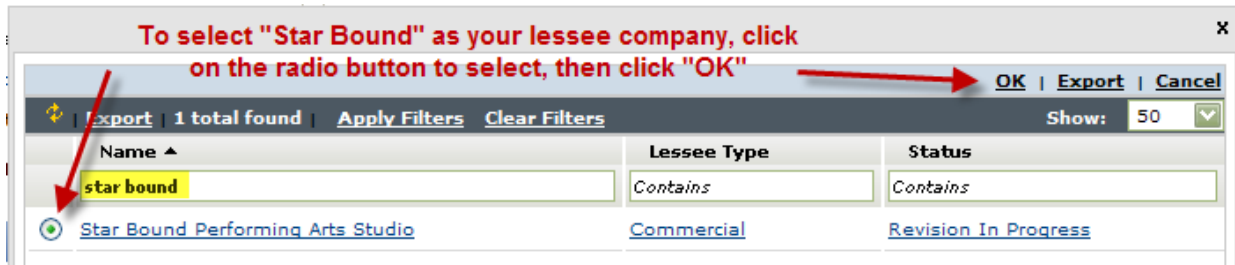 x
To select "Star Bound" as your lessee company, click
on the radio button to select, then click "OK"
OK | Export | Cancel
| Export | 1 total found | Apply Filters Clear Filters Show: 50
Name Lessee Type Status
star bound Contains Contains
Star Bound Performing Arts Studio Commercial Revision In Progress